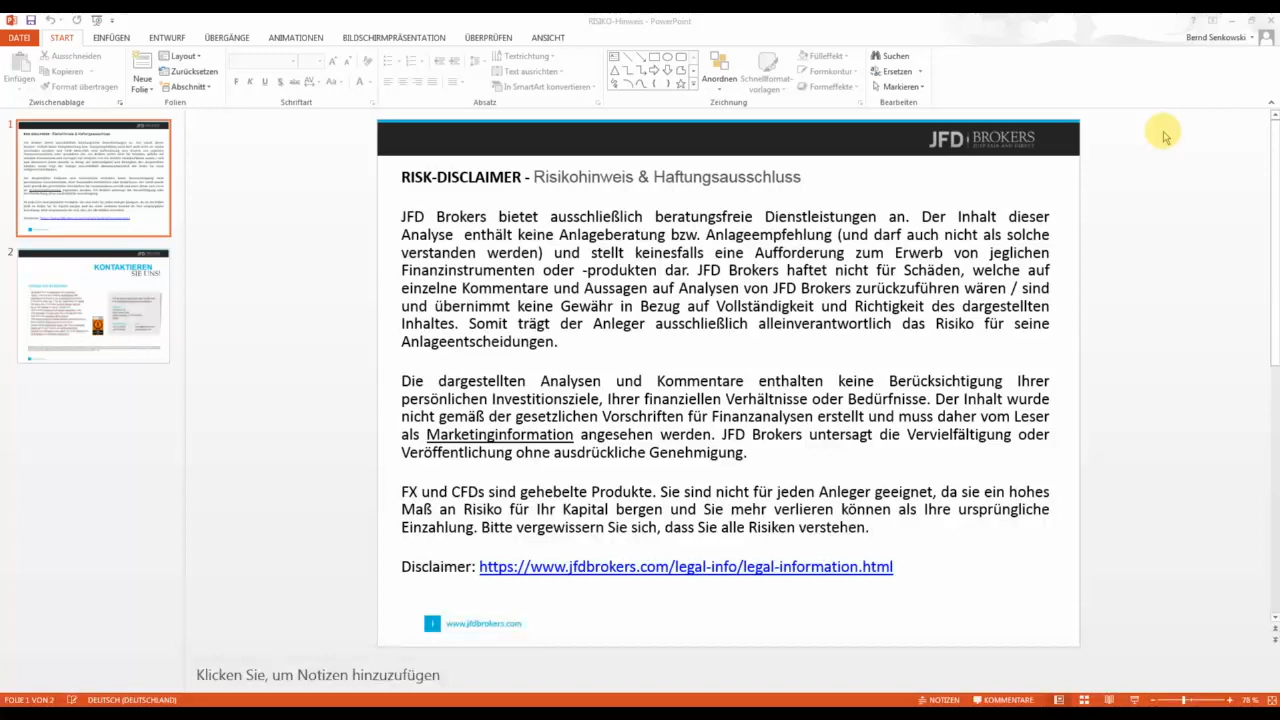 RISIKO-Hinweis - PowerPoint
DATEI START EINFÜGEN ENTWURF ÜBERGÄNGE ANIMATIONEN BILDSCHIRMPRÄSENTATION ÜBERPRÜFEN ANSICHT
Bernd Senkowski
Einfügen
Ausschneiden
Kopieren
Format übertragen
Zwischenablage
Neue Folie
Layout
Zurücksetzen
Abschnitt
Folien
F K U S abc AV Aa A
Schriftart
Textrichtung
Text ausrichten
In SmartArt konvertieren
Absatz
Anordnen
Schnellformat-
vorlagen
Fülleffekt
Formkontur
Formeffekte
Zeichnung
Suchen
Ersetzen
Markieren
Bearbeiten
1
2
KONTAKTIEREN
SIE UNS!
JFD BROKERS
JUST FAIR AND DIRECT
RISK-DISCLAIMER - Risikohinweis & Haftungsausschluss
JFD Brokers bietet ausschließlich beratungsfreie Dienstleistungen an. Der Inhalt dieser
Analyse enthält keine Anlageberatung bzw. Anlageempfehlung (und darf auch nicht als solche
verstanden werden) und stellt keinesfalls eine Aufforderung zum Erwerb von jeglichen
Finanzinstrumenten oder -produkten dar. JFD Brokers haftet nicht für Schäden, welche auf
einzelne Kommentare und Aussagen auf Analysen von JFD Brokers zurückzuführen wären / sind
und übernimmt keine Gewähr in Bezug auf Vollständigkeit und Richtigkeit des dargestellten
Inhaltes. Somit trägt der Anleger ausschließlich alleinverantwortlich das Risiko für seine
Anlageentscheidungen.
Die dargestellten Analysen und Kommentare enthalten keine Berücksichtigung Ihrer
persönlichen Investitionsziele, Ihrer finanziellen Verhältnisse oder Bedürfnisse. Der Inhalt wurde
nicht gemäß der gesetzlichen Vorschriften für Finanzanalysen erstellt und muss daher vom Leser
als Marketinginformation angesehen werden. JFD Brokers untersagt die Vervielfältigung oder
Veröffentlichung ohne ausdrückliche Genehmigung.
FX und CFDs sind gehebelte Produkte. Sie sind nicht für jeden Anleger geeignet, da sie ein hohes
Maß an Risiko für Ihr Kapital bergen und Sie mehr verlieren können als Ihre ursprüngliche
Einzahlung. Bitte vergewissern Sie sich, dass Sie alle Risiken verstehen.
Disclaimer: https://www.jfdbrokers.com/legal-info/legal-information.html
www.jfdbrokers.com
Klicken Sie, um Notizen hinzuzufügen
FOLIE 1 VON 2 DEUTSCH (DEUTSCHLAND) NOTIZEN KOMMENTARE 78 %